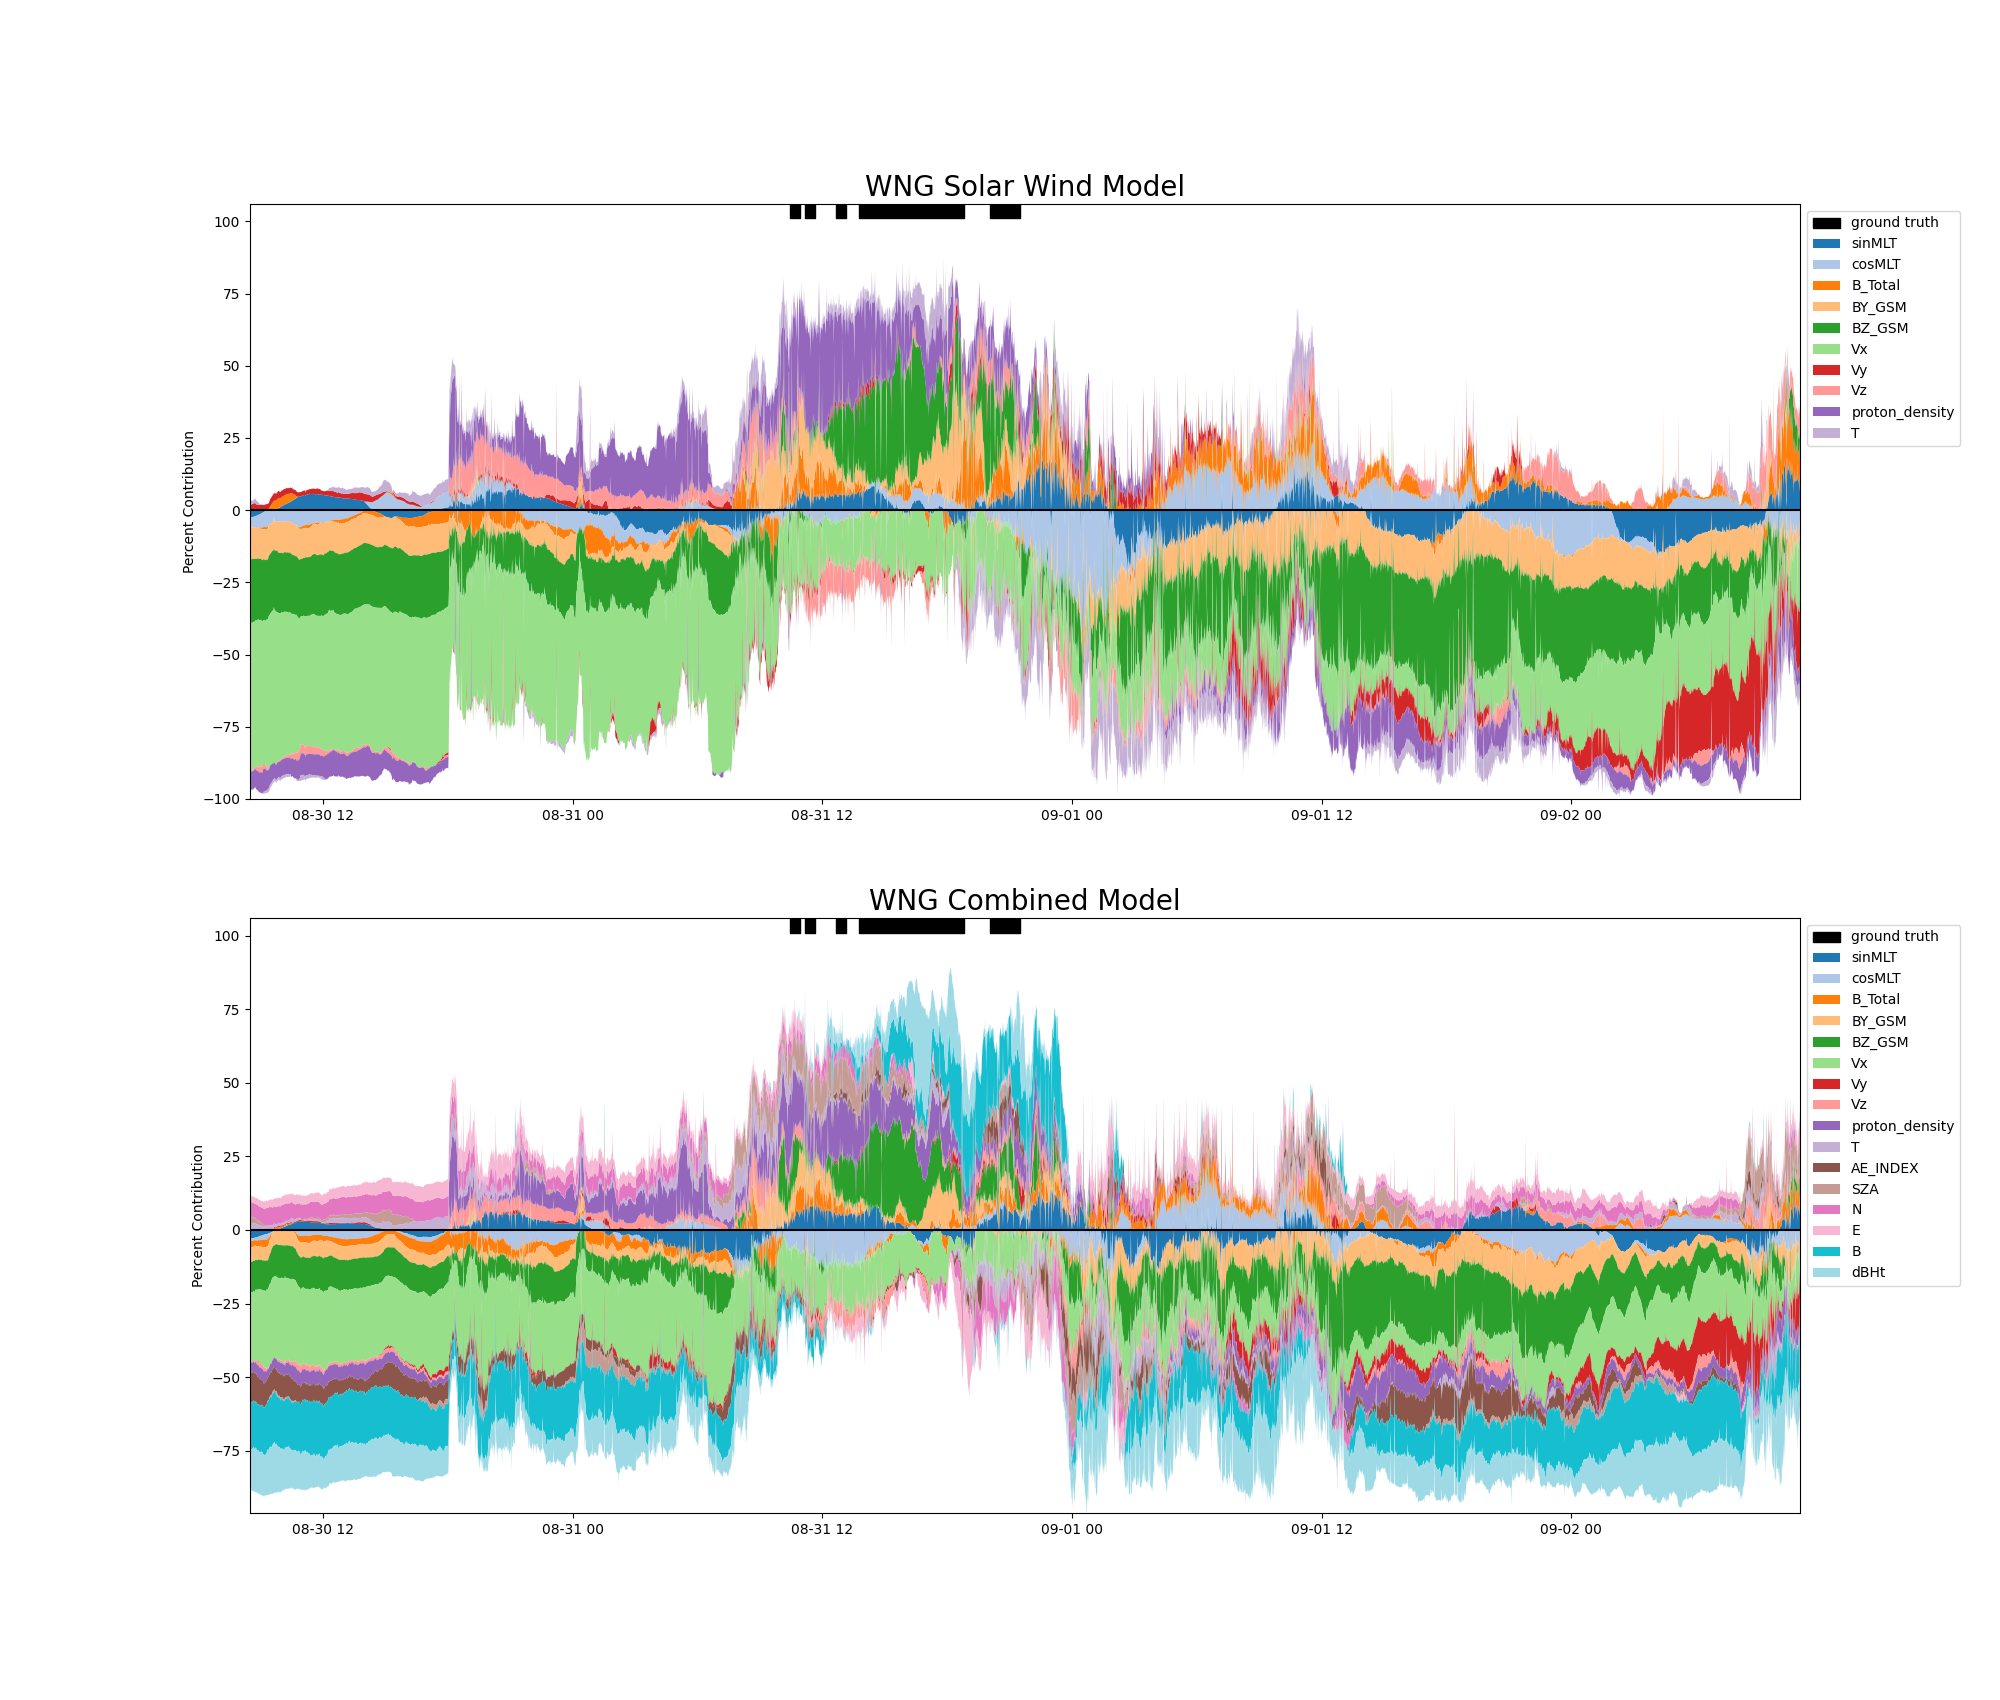 WNG Solar Wind Model
100
75
50
25
0
−25
−50
−75
−100
Percent Contribution
08-30 12
08-31 00
08-31 12
09-01 00
09-01 12
09-02 00
ground truth
sinMLT
cosMLT
B_Total
BY_GSM
BZ_GSM
Vx
Vy
Vz
proton_density
T
WNG Combined Model
100
75
50
25
0
−25
−50
−75
Percent Contribution
08-30 12
08-31 00
08-31 12
09-01 00
09-01 12
09-02 00
ground truth
sinMLT
cosMLT
B_Total
BY_GSM
BZ_GSM
Vx
Vy
Vz
proton_density
T
AE_INDEX
SZA
N
E
B
dBHt